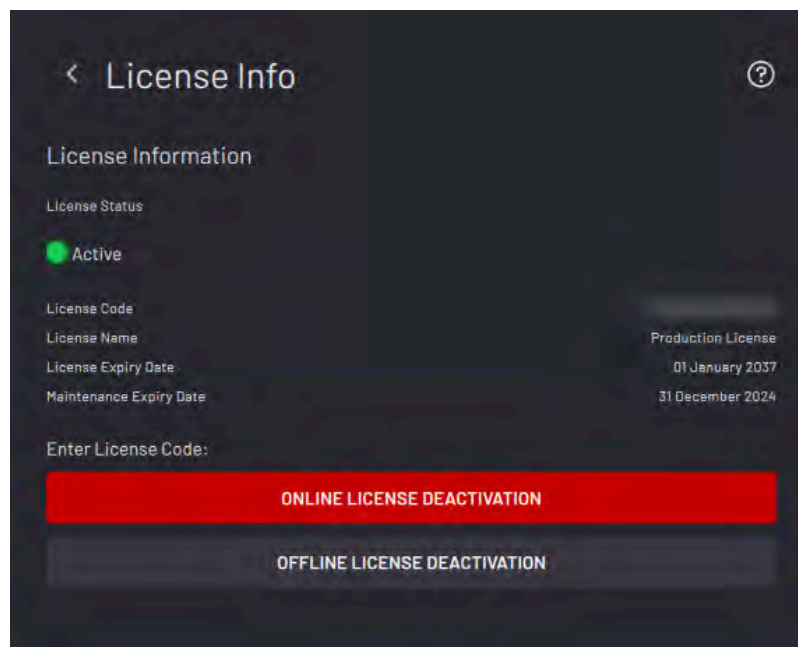 License Info
License Information
License Status
Active
License Code
License Name Production License
License Expiry Date 01 January 2037
Maintenance Expiry Date 31 December 2024
Enter License Code:
ONLINE LICENSE DEACTIVATION
OFFLINE LICENSE DEACTIVATION